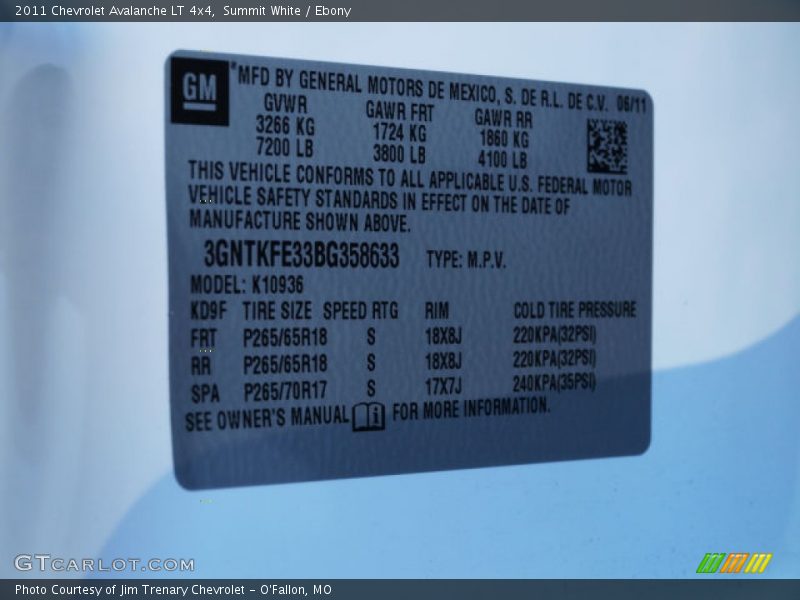 2011 Chevrolet Avalanche LT 4x4, Summit White / Ebony
GM
*MFD BY GENERAL MOTORS DE MEXICO, S. DE R.L. DE C.V. 06/11
GVWR GAWR FRT GAWR RR
3266 KG 1724 KG 1860 KG
7200 LB 3800 LB 4100 LB
THIS VEHICLE CONFORMS TO ALL APPLICABLE U.S. FEDERAL MOTOR
VEHICLE SAFETY STANDARDS IN EFFECT ON THE DATE OF
MANUFACTURE SHOWN ABOVE.
3GNTKFE33BG358633 TYPE: M.P.V.
MODEL: K10936
KD9F TIRE SIZE SPEED RTG RIM COLD TIRE PRESSURE
FRT P265/65R18 S 18X8J 220KPA(32PSI)
RR P265/65R18 S 18X8J 220KPA(32PSI)
SPA P265/70R17 S 17X7J 240KPA(35PSI)
SEE OWNER'S MANUAL FOR MORE INFORMATION.
GTCARLOT.COM
Photo Courtesy of Jim Trenary Chevrolet - O'Fallon, MO